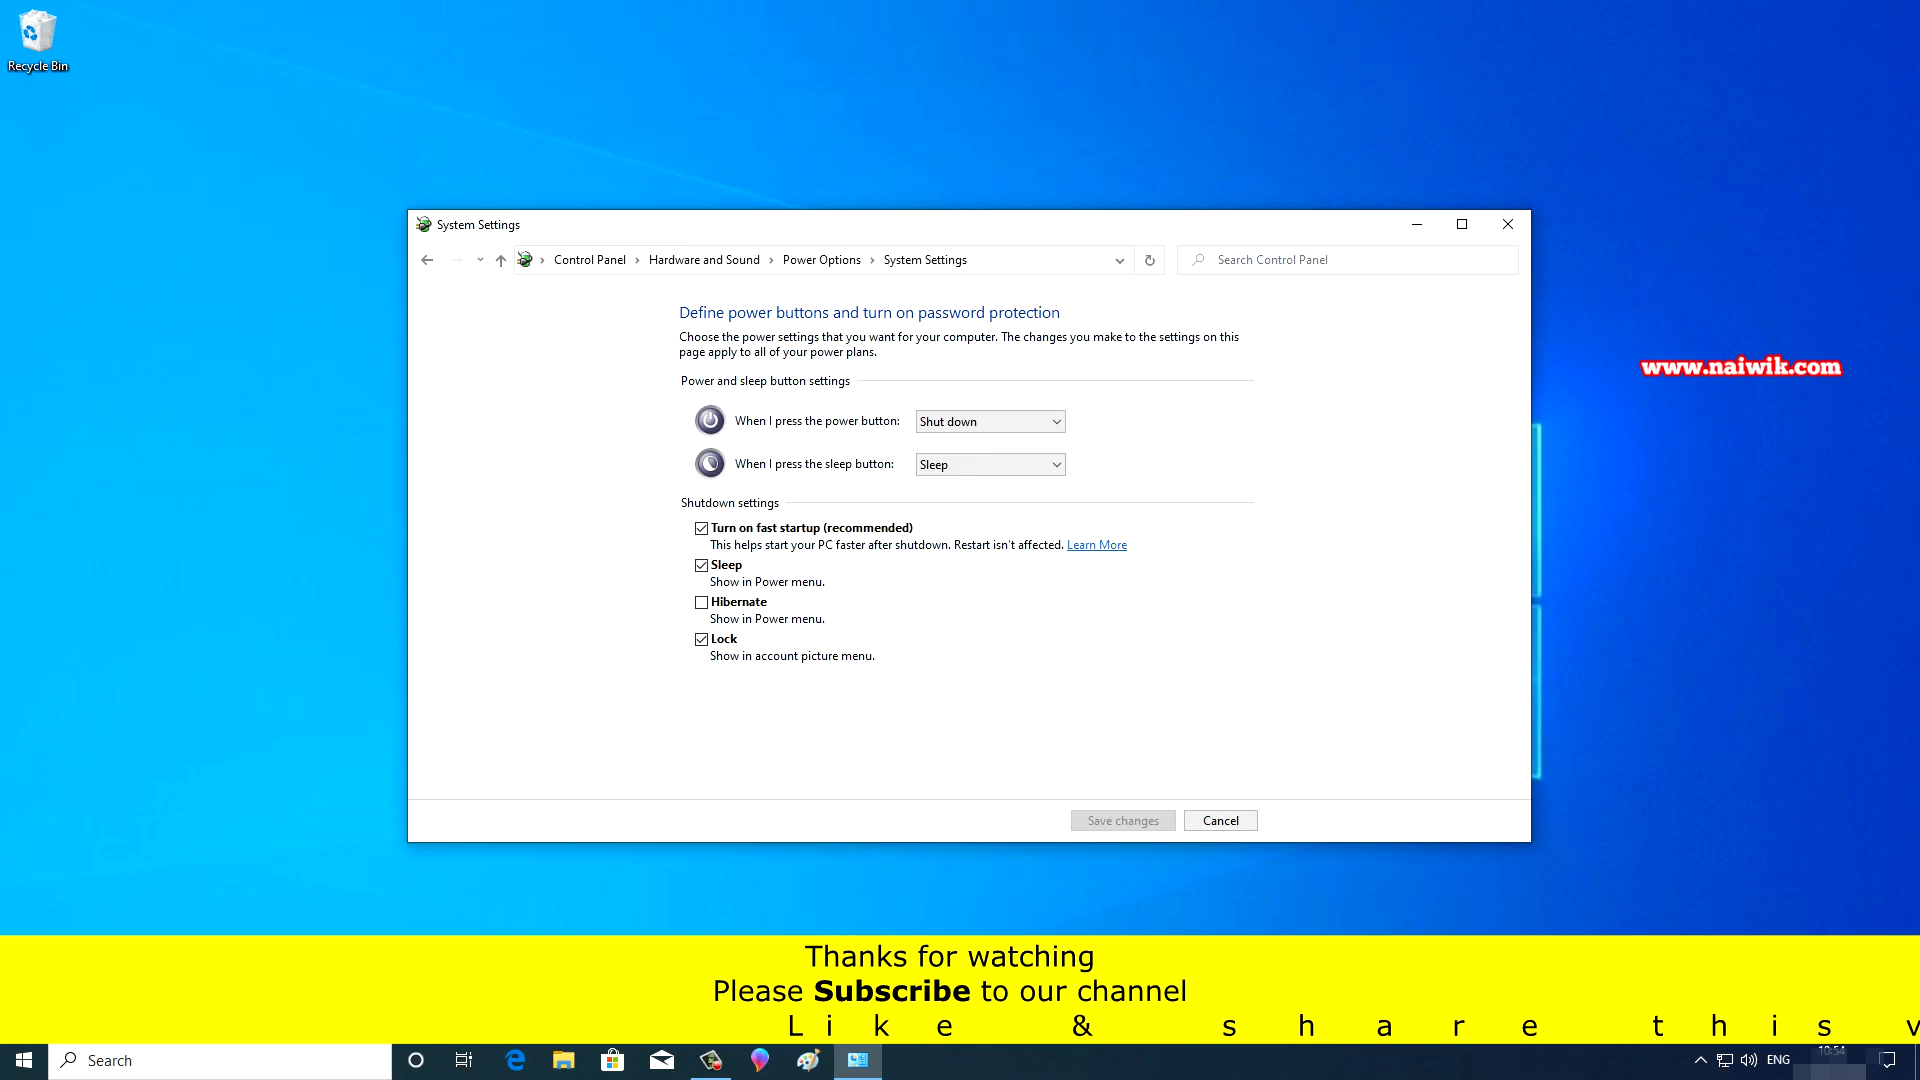 Recycle Bin
System Settings
Control Panel › Hardware and Sound › Power Options › System Settings
Search Control Panel
Define power buttons and turn on password protection
Choose the power settings that you want for your computer. The changes you make to the settings on this
page apply to all of your power plans.
Power and sleep button settings
When I press the power button: Shut down
When I press the sleep button: Sleep
Shutdown settings
Turn on fast startup (recommended)
This helps start your PC faster after shutdown. Restart isn't affected. Learn More
Sleep
Show in Power menu.
Hibernate
Show in Power menu.
Lock
Show in account picture menu.
Save changes Cancel
www.naiwik.com
Thanks for watching
Please Subscribe to our channel
Like & share this v
Search
ENG
10:54